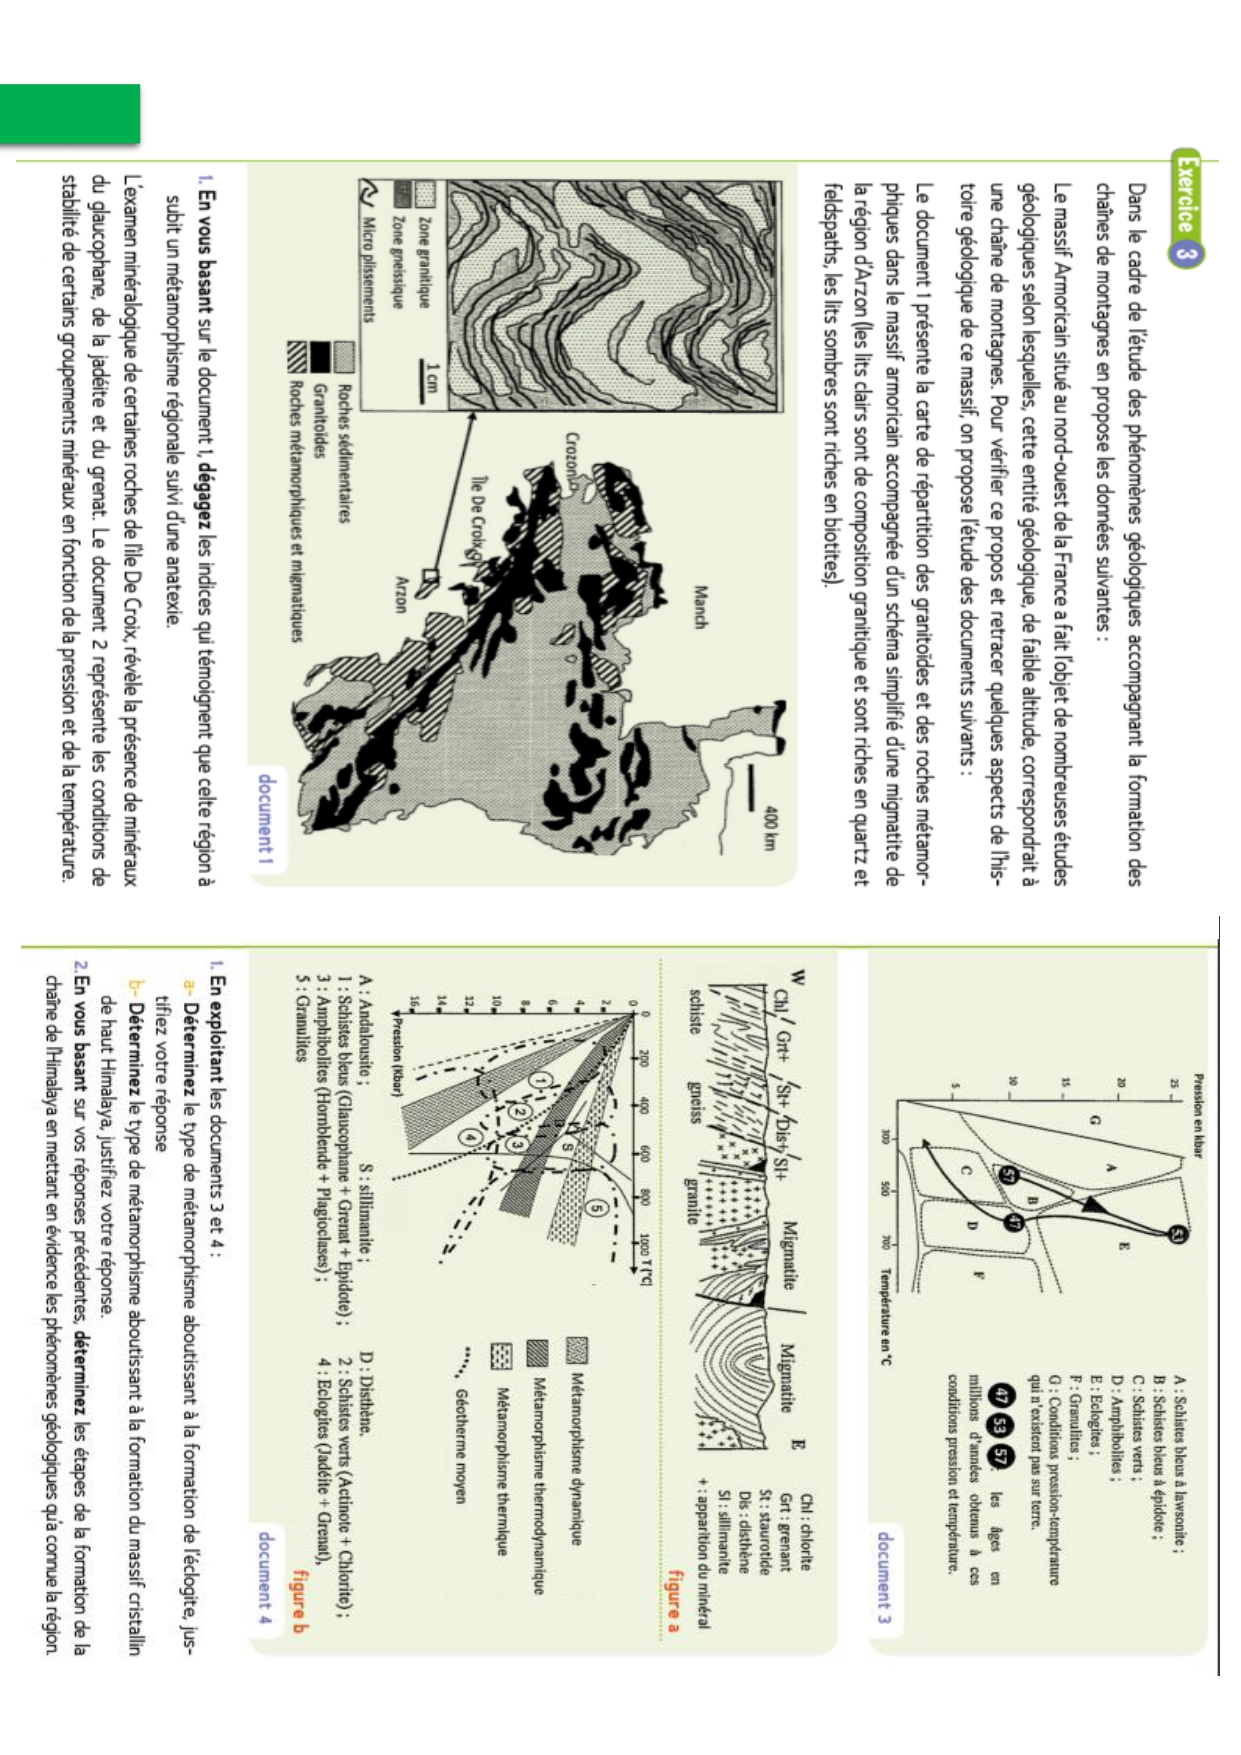 Exercice 3
Dans le cadre de l'étude des phénomènes géologiques accompagnant la formation des
chaînes de montagnes en propose les données suivantes :
Le massif Armoricain situé au nord-ouest de la France a fait l'objet de nombreuses études
géologiques selon lesquelles, cette entité géologique, de faible altitude, correspondrait à
une chaîne de montagnes. Pour vérifier ce propos et retracer quelques aspects de l'his-
toire géologique de ce massif, on propose l'étude des documents suivants :
Le document 1 présente la carte de répartition des granitoïdes et des roches métamor-
phiques dans le massif armoricain accompagnée d'un schéma simplifié d'une migmatite de
la région d'Arzon (les lits clairs sont de composition granitique et sont riches en quartz et
feldspaths, les lits sombres sont riches en biotites).
Manch
400 km
Crozon
Île De Croix
Arzon
Zone granitique
Zone gneissique
Micro plissements
1 cm
Roches sédimentaires
Granitoides
Roches métamorphiques et migmatiques
document 1
1. En vous basant sur le document 1, dégagez les indices qui témoignent que celte région à
subit un métamorphisme régionale suivi d'une anatexie.
L'examen minéralogique de certaines roches de l'île De Croix, révèle la présence de minéraux
du glaucophane, de la jadéite et du grenat. Le document 2 représente les conditions de
stabilité de certains groupements minéraux en fonction de la pression et de la température.
Pression en kbar
25
20
15
10
5
300
500
700
Température en °C
G
A
B
C
D
E
F
57
47
53
A : Schistes bleus à lawsonite ;
B : Schistes bleus à épidote ;
C : Schistes verts ;
D : Amphibolites ;
E : Eclogites ;
F : Granulites ;
G : Conditions pression-température
qui n'existent pas sur terre.
47 53 57 les âges en
millions d'années obtenus à ces
conditions pression et température.
document 3
W
Chl/ Grt+ /St+/Dis+/Sl+
Migmatite
Migmatite
E
schiste
gneiss
granite
Chl : chlorite
Grt : grenant
St : staurotide
Dis : disthène
Sl : sillimanite
+ : apparition du minéral
figure a
0 200 400 600 800 1000 T (°C)
0
2
4
6
8
10
12
14
16
Pression (Kbar)
1
2
3
4
5
S
Métamorphisme dynamique
Métamorphisme thermodynamique
Métamorphisme thermique
Géotherme moyen
A : Andalousite ; S : sillimanite ; D : Disthène.
1 : Schistes bleus (Glaucophane + Grenat + Epidote) ; 2 : Schistes verts (Actinote + Chlorite) ;
3 : Amphibolites (Hornblende + Plagioclases) ; 4 : Eclogites (Jadéite + Grenat),
5 : Granulites
figure b
document 4
1. En exploitant les documents 3 et 4 :
a- Déterminez le type de métamorphisme aboutissant à la formation de l'éclogite, jus-
tifiez votre réponse
b- Déterminez le type de métamorphisme aboutissant à la formation du massif cristallin
de haut Himalaya, justifiez votre réponse.
2. En vous basant sur vos réponses précédentes, déterminez les étapes de la formation de la
chaîne de l'Himalaya en mettant en évidence les phénomènes géologiques qu'a connue la région.